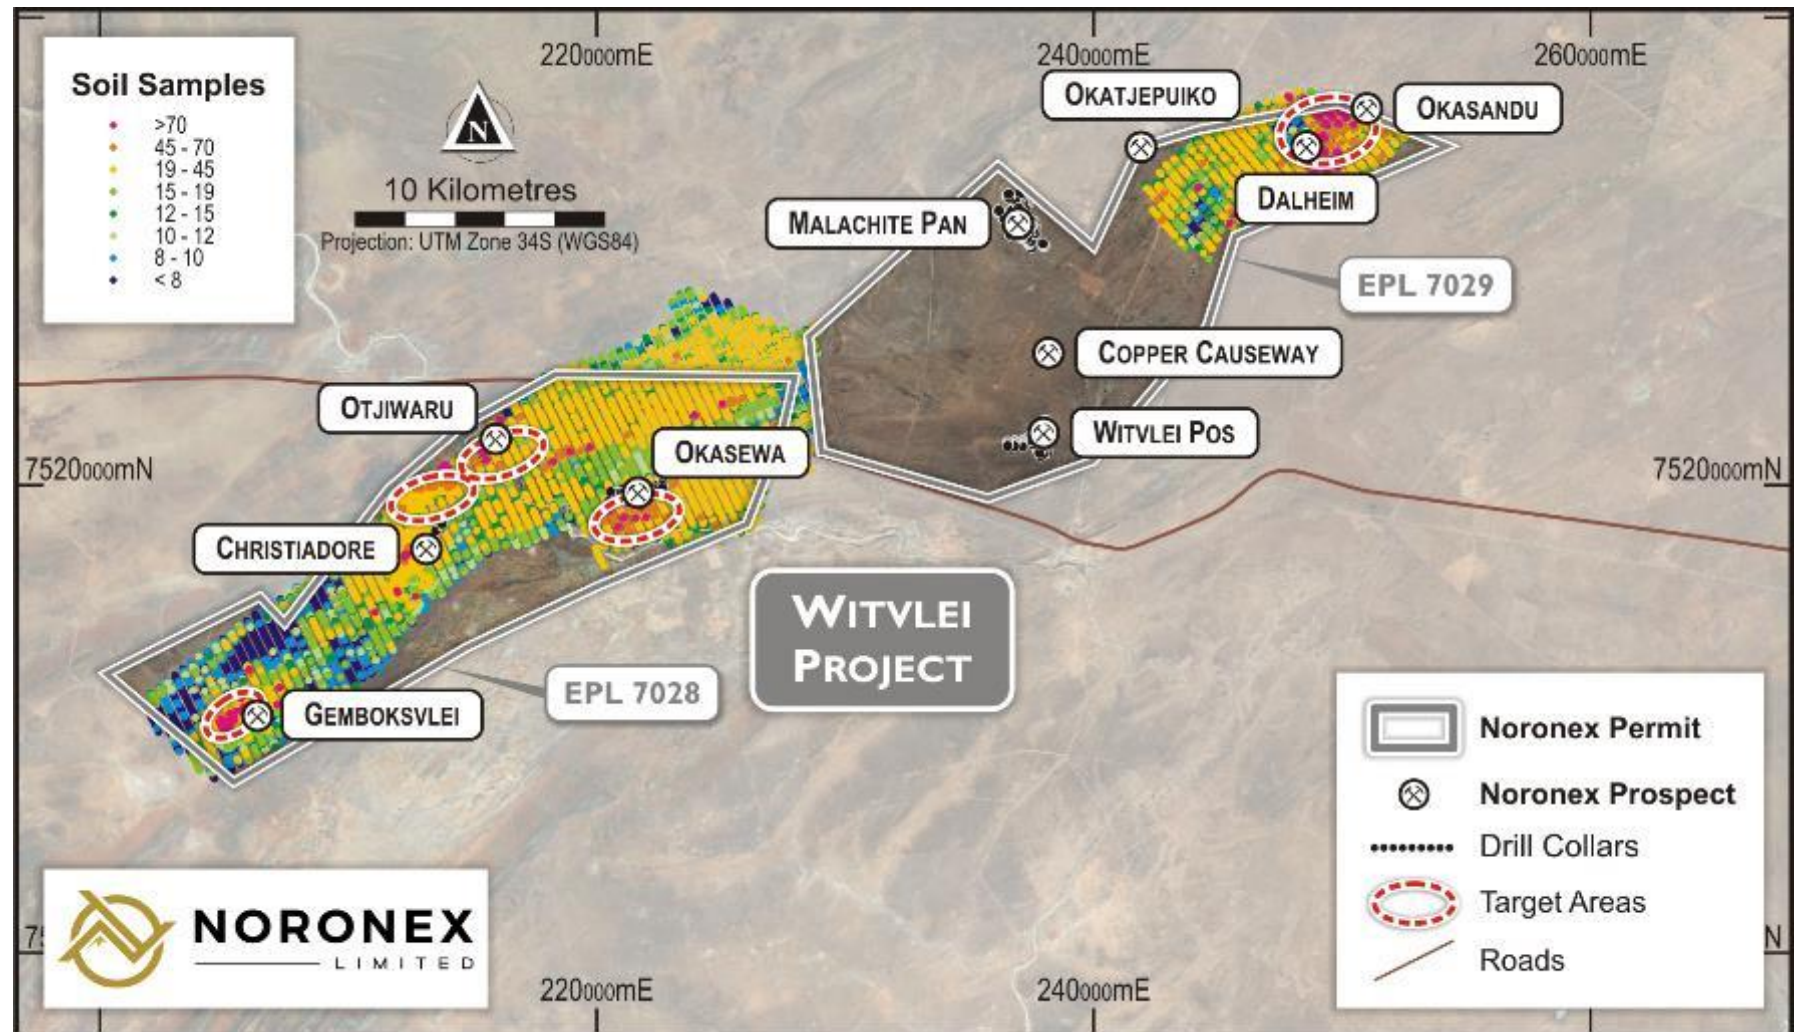 220000mE
240000mE
260000mE
Soil Samples
>70
45 - 70
19 - 45
15 - 19
12 - 15
10 - 12
8 - 10
< 8
N
10 Kilometres
Projection: UTM Zone 34S (WGS84)
OKATJEPUIKO
OKASANDU
DALHEIM
MALACHITE PAN
EPL 7029
COPPER CAUSEWAY
OTJIWARU
WITVLEI POS
OKASEWA
7520000mN
7520000mN
CHRISTIADORE
WITVLEI
PROJECT
EPL 7028
GEMBOKSVLEI
Noronex Permit
Noronex Prospect
Drill Collars
Target Areas
Roads
NORONEX
LIMITED
220000mE
240000mE